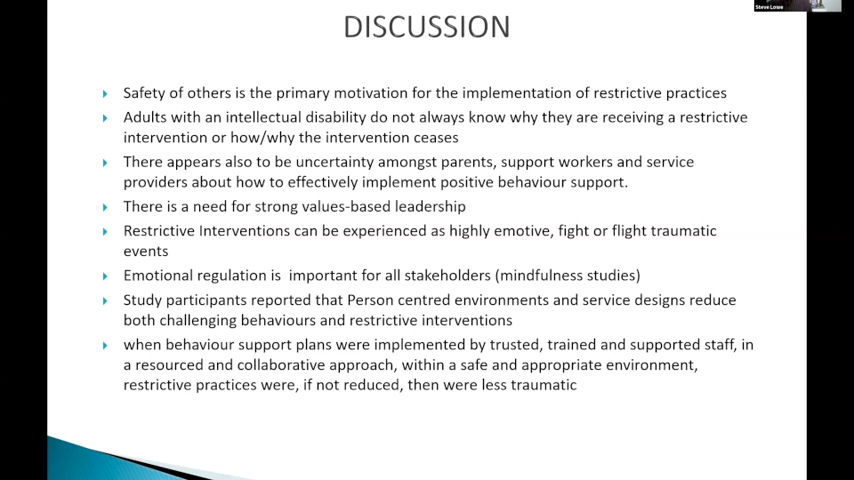 Steve Lowe
DISCUSSION
Safety of others is the primary motivation for the implementation of restrictive practices
Adults with an intellectual disability do not always know why they are receiving a restrictive
intervention or how/why the intervention ceases
There appears also to be uncertainty amongst parents, support workers and service
providers about how to effectively implement positive behaviour support.
There is a need for strong values-based leadership
Restrictive Interventions can be experienced as highly emotive, fight or flight traumatic
events
Emotional regulation is  important for all stakeholders (mindfulness studies)
Study participants reported that Person centred environments and service designs reduce
both challenging behaviours and restrictive interventions
when behaviour support plans were implemented by trusted, trained and supported staff, in
a resourced and collaborative approach, within a safe and appropriate environment,
restrictive practices were, if not reduced, then were less traumatic